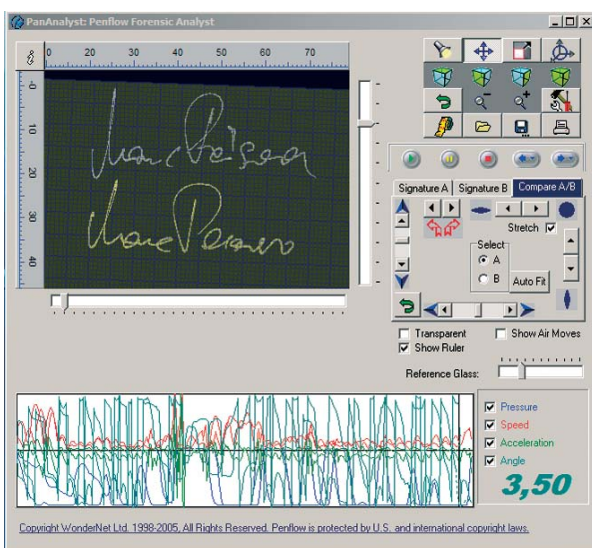 PenAnalyst: Penflow Forensic Analyst
0 20 30 40 50 60 70
0
10
20
30
40
Signature A Signature B Compare A/B
Stretch
Select
A
B
Auto Fit
Transparent Show Air Moves
Show Ruler
Reference Glass:
Pressure
Speed
Acceleration
Angle
3,50
Copyright WonderNet Ltd. 1998-2005, All Rights Reserved. Penflow is protected by U.S. and international copyright laws.